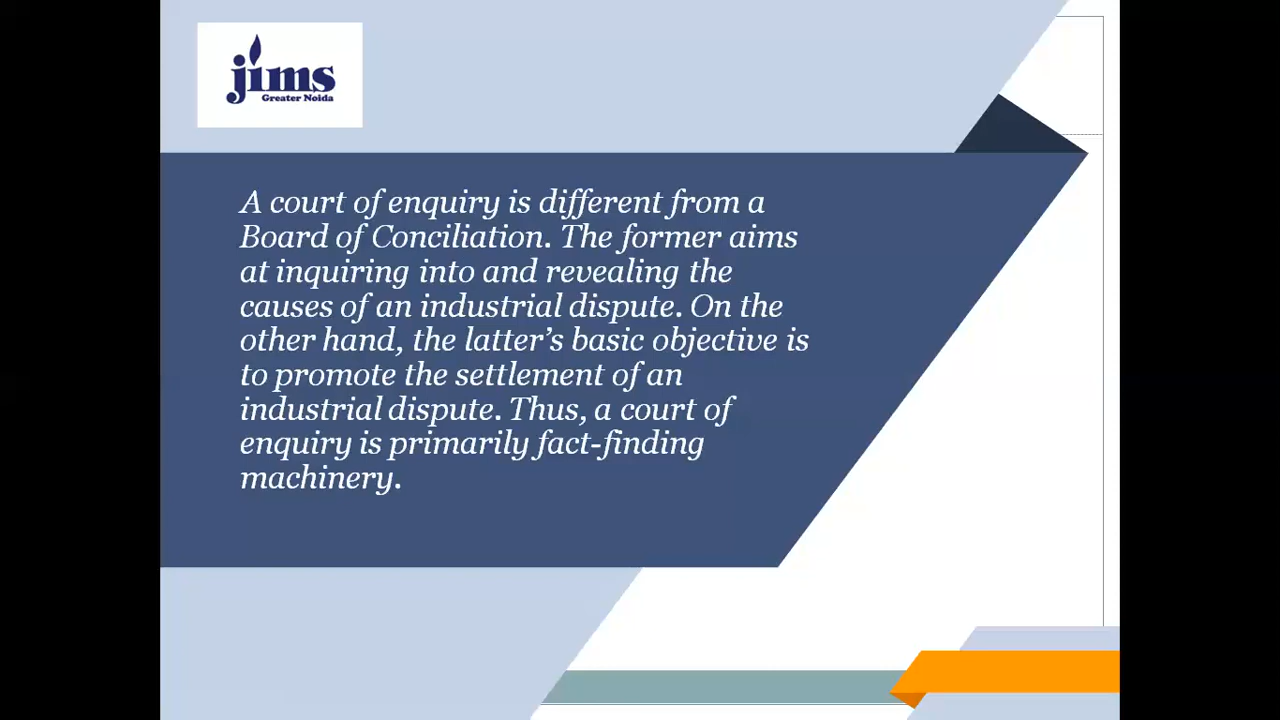 jims
Greater Noida
A court of enquiry is different from a
Board of Conciliation. The former aims
at inquiring into and revealing the
causes of an industrial dispute. On the
other hand, the latter’s basic objective is
to promote the settlement of an
industrial dispute. Thus, a court of
enquiry is primarily fact-finding
machinery.